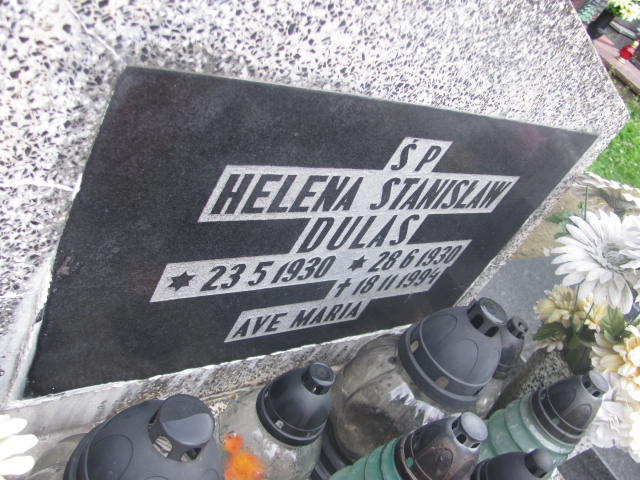 ŚP
HELENA STANISŁAW
DULAS
★ 23 5 1930 ★ 28 6 1930
✝ 18 11 1994
AVE MARIA